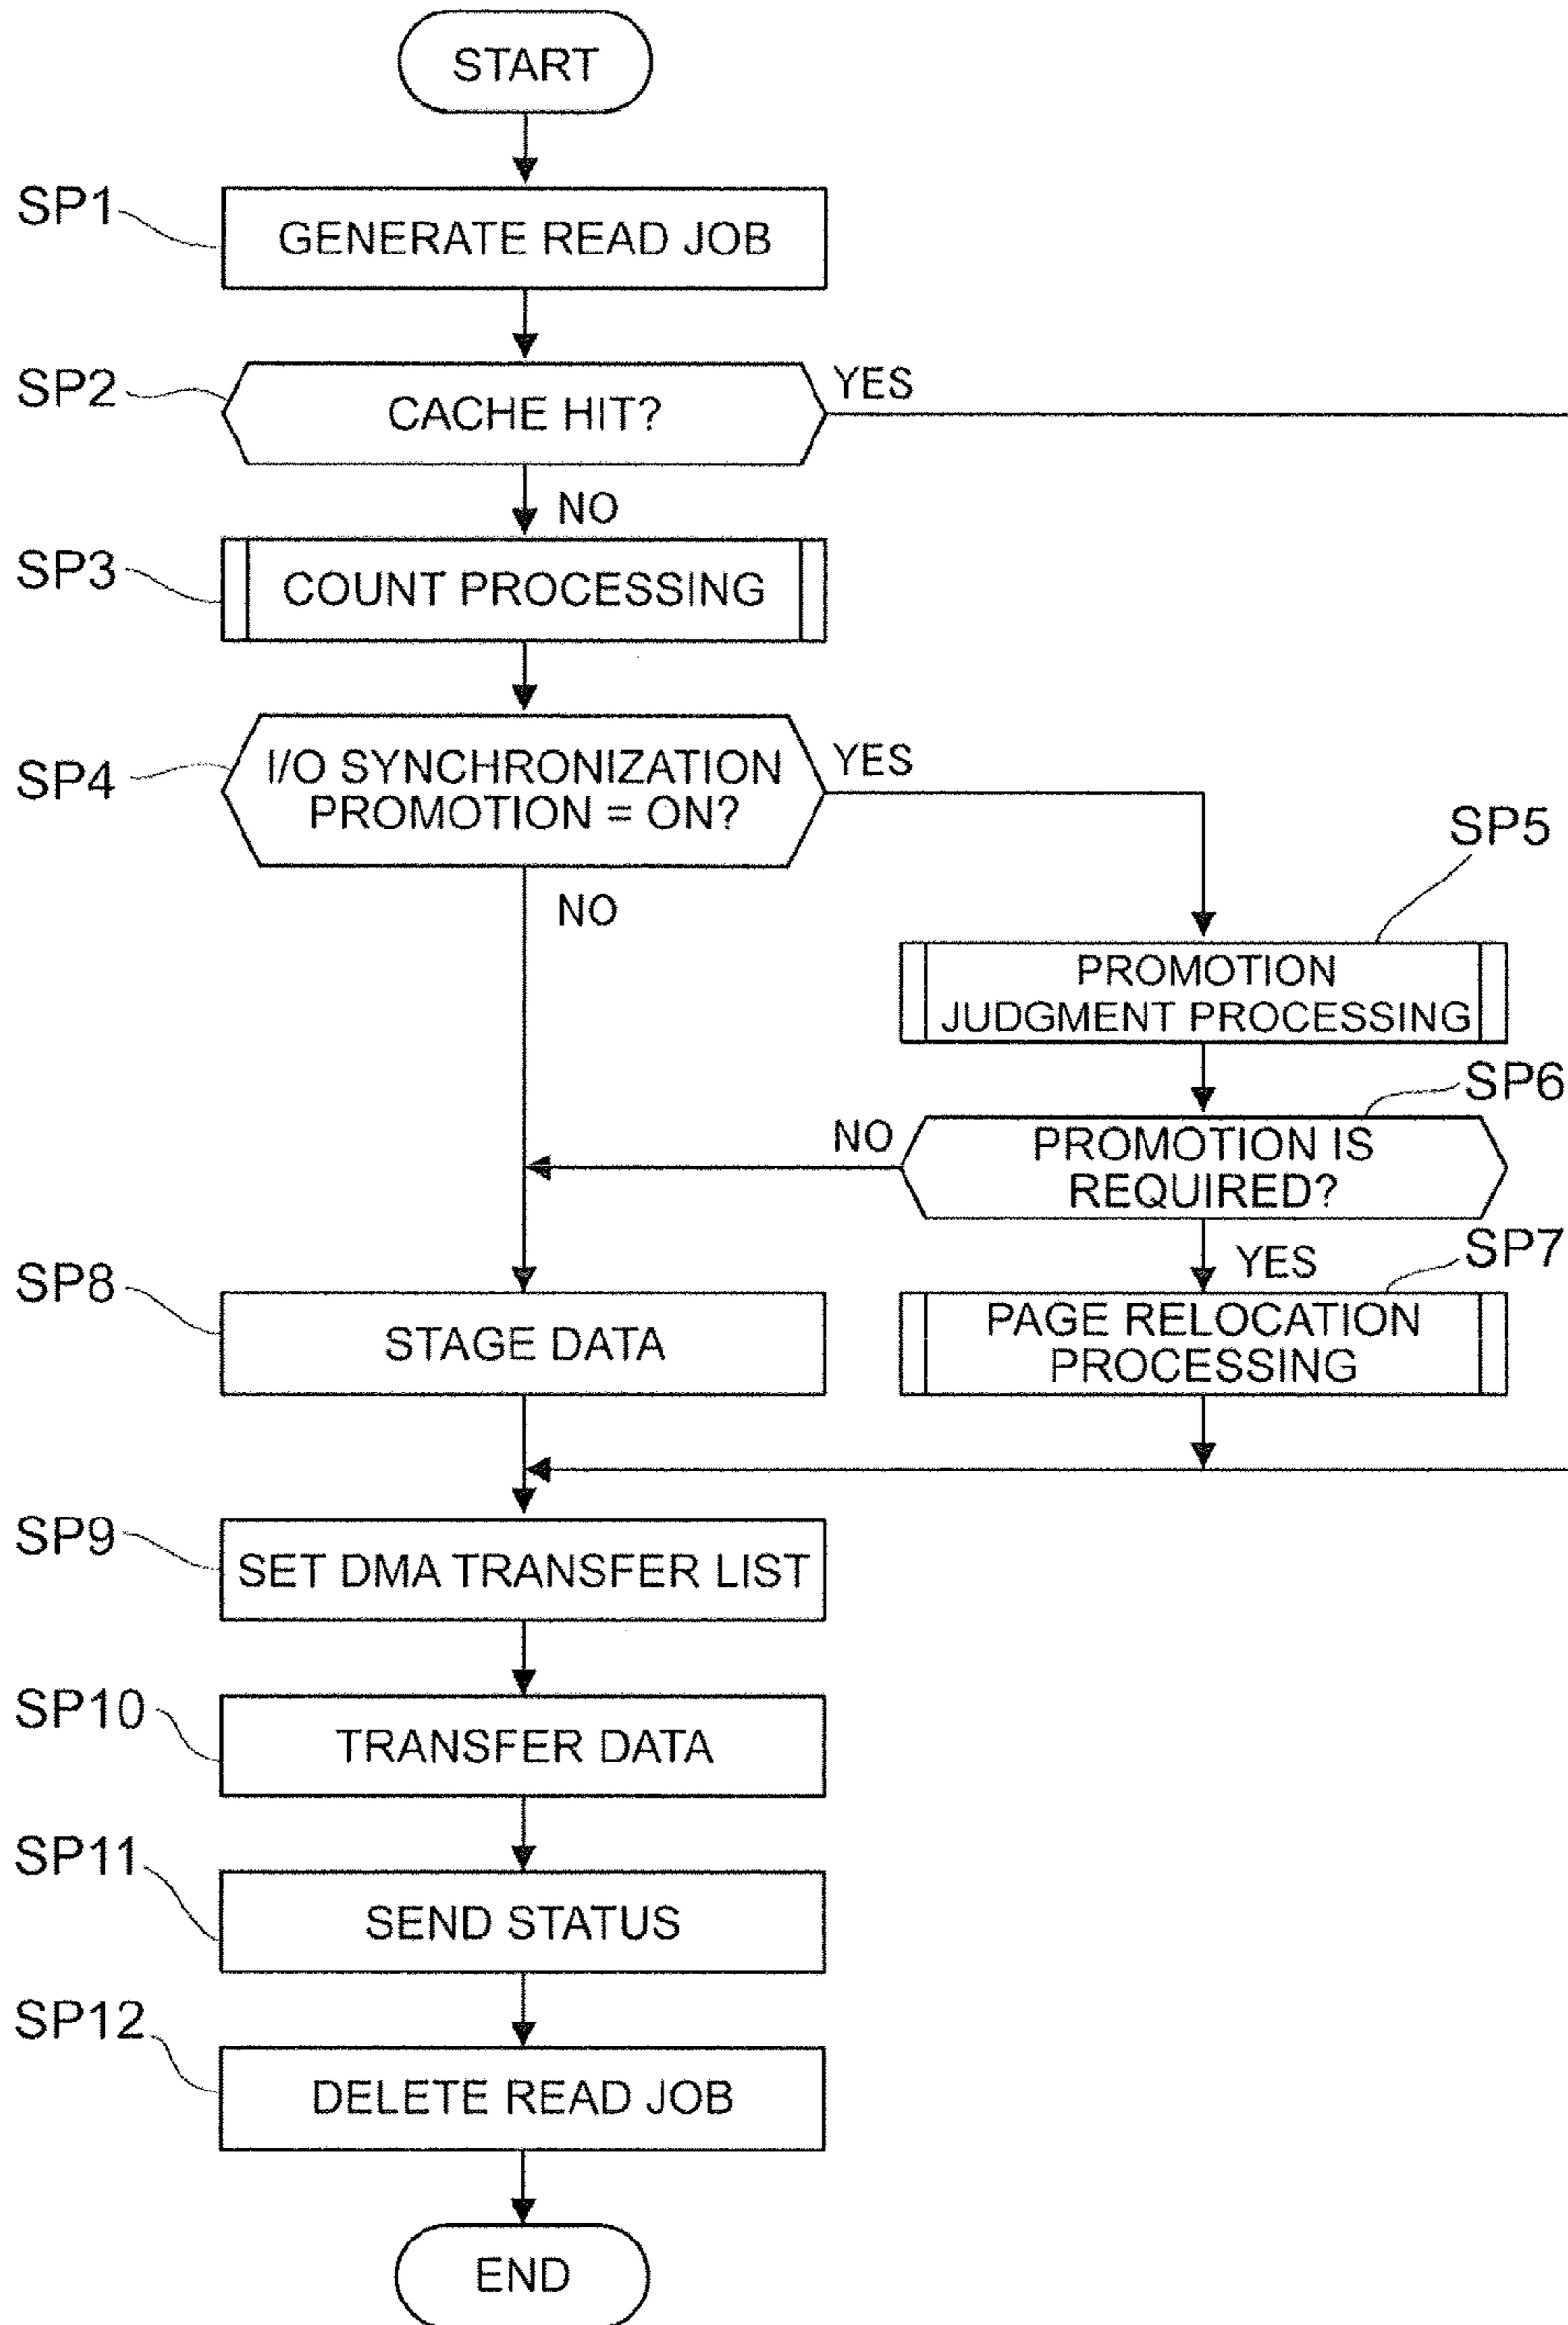 START
SP1
GENERATE READ JOB
SP2
CACHE HIT?
YES
NO
SP3
COUNT PROCESSING
SP4
I/O SYNCHRONIZATION
PROMOTION = ON?
YES
NO
SP5
PROMOTION
JUDGMENT PROCESSING
SP6
PROMOTION IS
REQUIRED?
NO
YES
SP7
PAGE RELOCATION
PROCESSING
SP8
STAGE DATA
SP9
SET DMA TRANSFER LIST
SP10
TRANSFER DATA
SP11
SEND STATUS
SP12
DELETE READ JOB
END